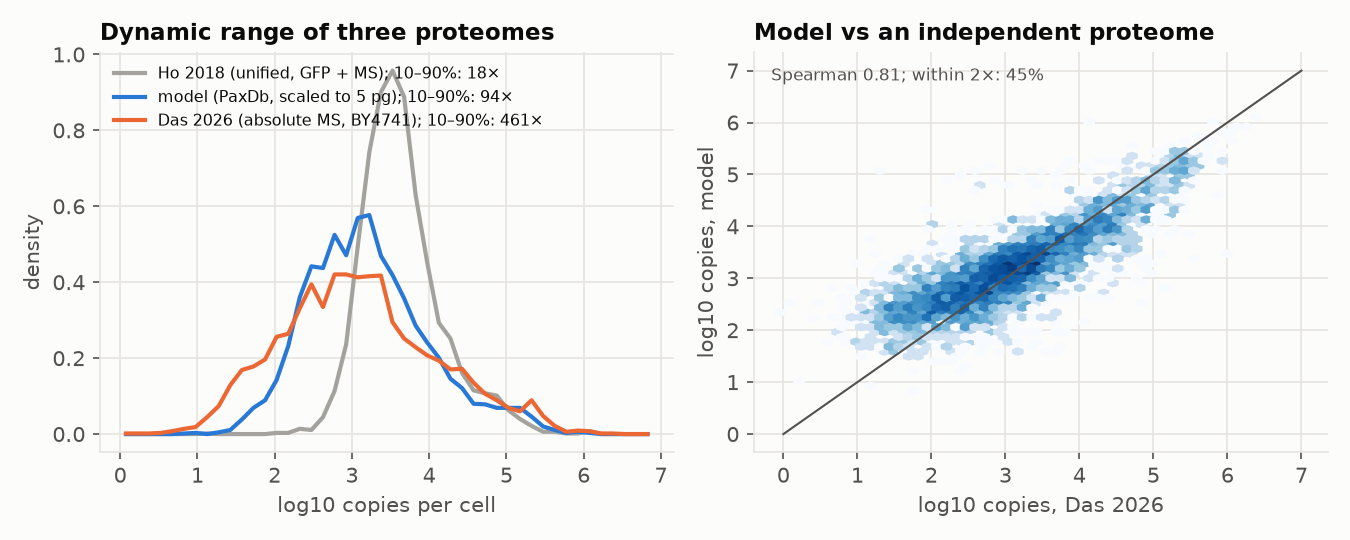 Dynamic range of three proteomes
Ho 2018 (unified, GFP + MS); 10–90%: 18×
model (PaxDb, scaled to 5 pg); 10–90%: 94×
Das 2026 (absolute MS, BY4741); 10–90%: 461×
density
1.0
0.8
0.6
0.4
0.2
0.0
0 1 2 3 4 5 6 7
log10 copies per cell
Model vs an independent proteome
Spearman 0.81; within 2×: 45%
log10 copies, model
7
6
5
4
3
2
1
0
0 1 2 3 4 5 6 7
log10 copies, Das 2026